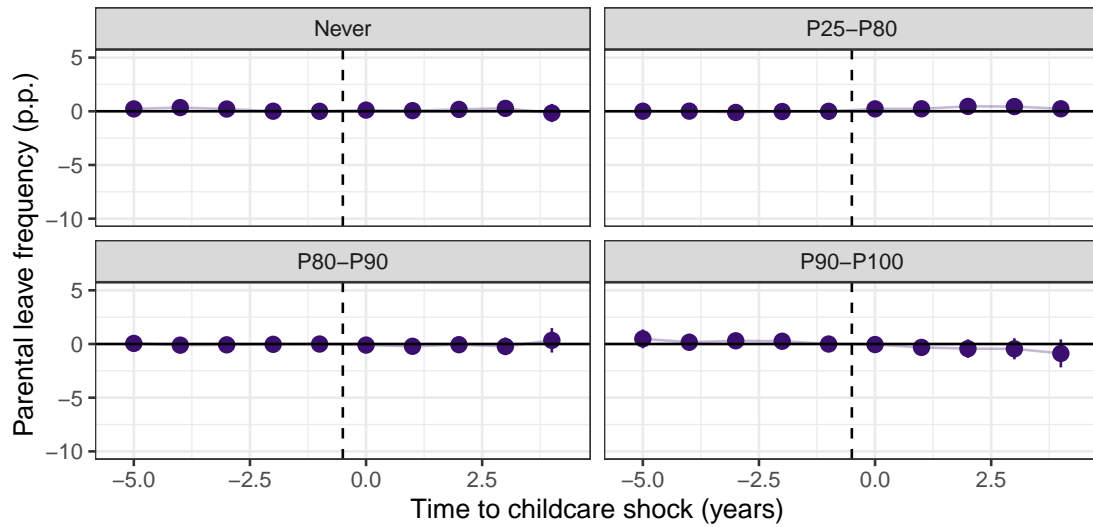 Never
P25−P80
5
0
−5
−10
P80−P90
P90−P100
5
0
−5
−10
−5.0
−2.5
0.0
2.5
−5.0
−2.5
0.0
2.5
Time to childcare shock (years)
Parental leave frequency (p.p.)